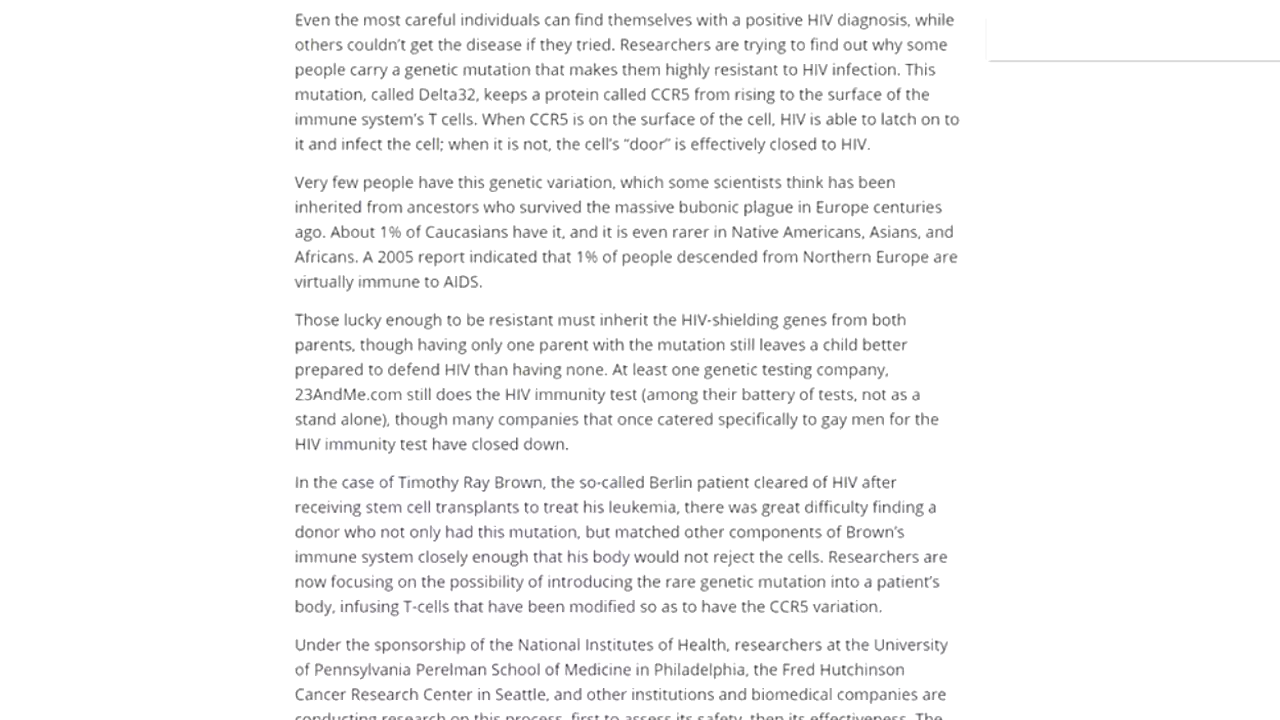 Even the most careful individuals can find themselves with a positive HIV diagnosis, while
others couldn’t get the disease if they tried. Researchers are trying to find out why some
people carry a genetic mutation that makes them highly resistant to HIV infection. This
mutation, called Delta32, keeps a protein called CCR5 from rising to the surface of the
immune system’s T cells. When CCR5 is on the surface of the cell, HIV is able to latch on to
it and infect the cell; when it is not, the cell’s “door” is effectively closed to HIV.
Very few people have this genetic variation, which some scientists think has been
inherited from ancestors who survived the massive bubonic plague in Europe centuries
ago. About 1% of Caucasians have it, and it is even rarer in Native Americans, Asians, and
Africans. A 2005 report indicated that 1% of people descended from Northern Europe are
virtually immune to AIDS.
Those lucky enough to be resistant must inherit the HIV-shielding genes from both
parents, though having only one parent with the mutation still leaves a child better
prepared to defend HIV than having none. At least one genetic testing company,
23AndMe.com still does the HIV immunity test (among their battery of tests, not as a
stand alone), though many companies that once catered specifically to gay men for the
HIV immunity test have closed down.
In the case of Timothy Ray Brown, the so-called Berlin patient cleared of HIV after
receiving stem cell transplants to treat his leukemia, there was great difficulty finding a
donor who not only had this mutation, but matched other components of Brown’s
immune system closely enough that his body would not reject the cells. Researchers are
now focusing on the possibility of introducing the rare genetic mutation into a patient’s
body, infusing T-cells that have been modified so as to have the CCR5 variation.
Under the sponsorship of the National Institutes of Health, researchers at the University
of Pennsylvania Perelman School of Medicine in Philadelphia, the Fred Hutchinson
Cancer Research Center in Seattle, and other institutions and biomedical companies are
conducting research on this process, first to assess its safety, then its effectiveness. The